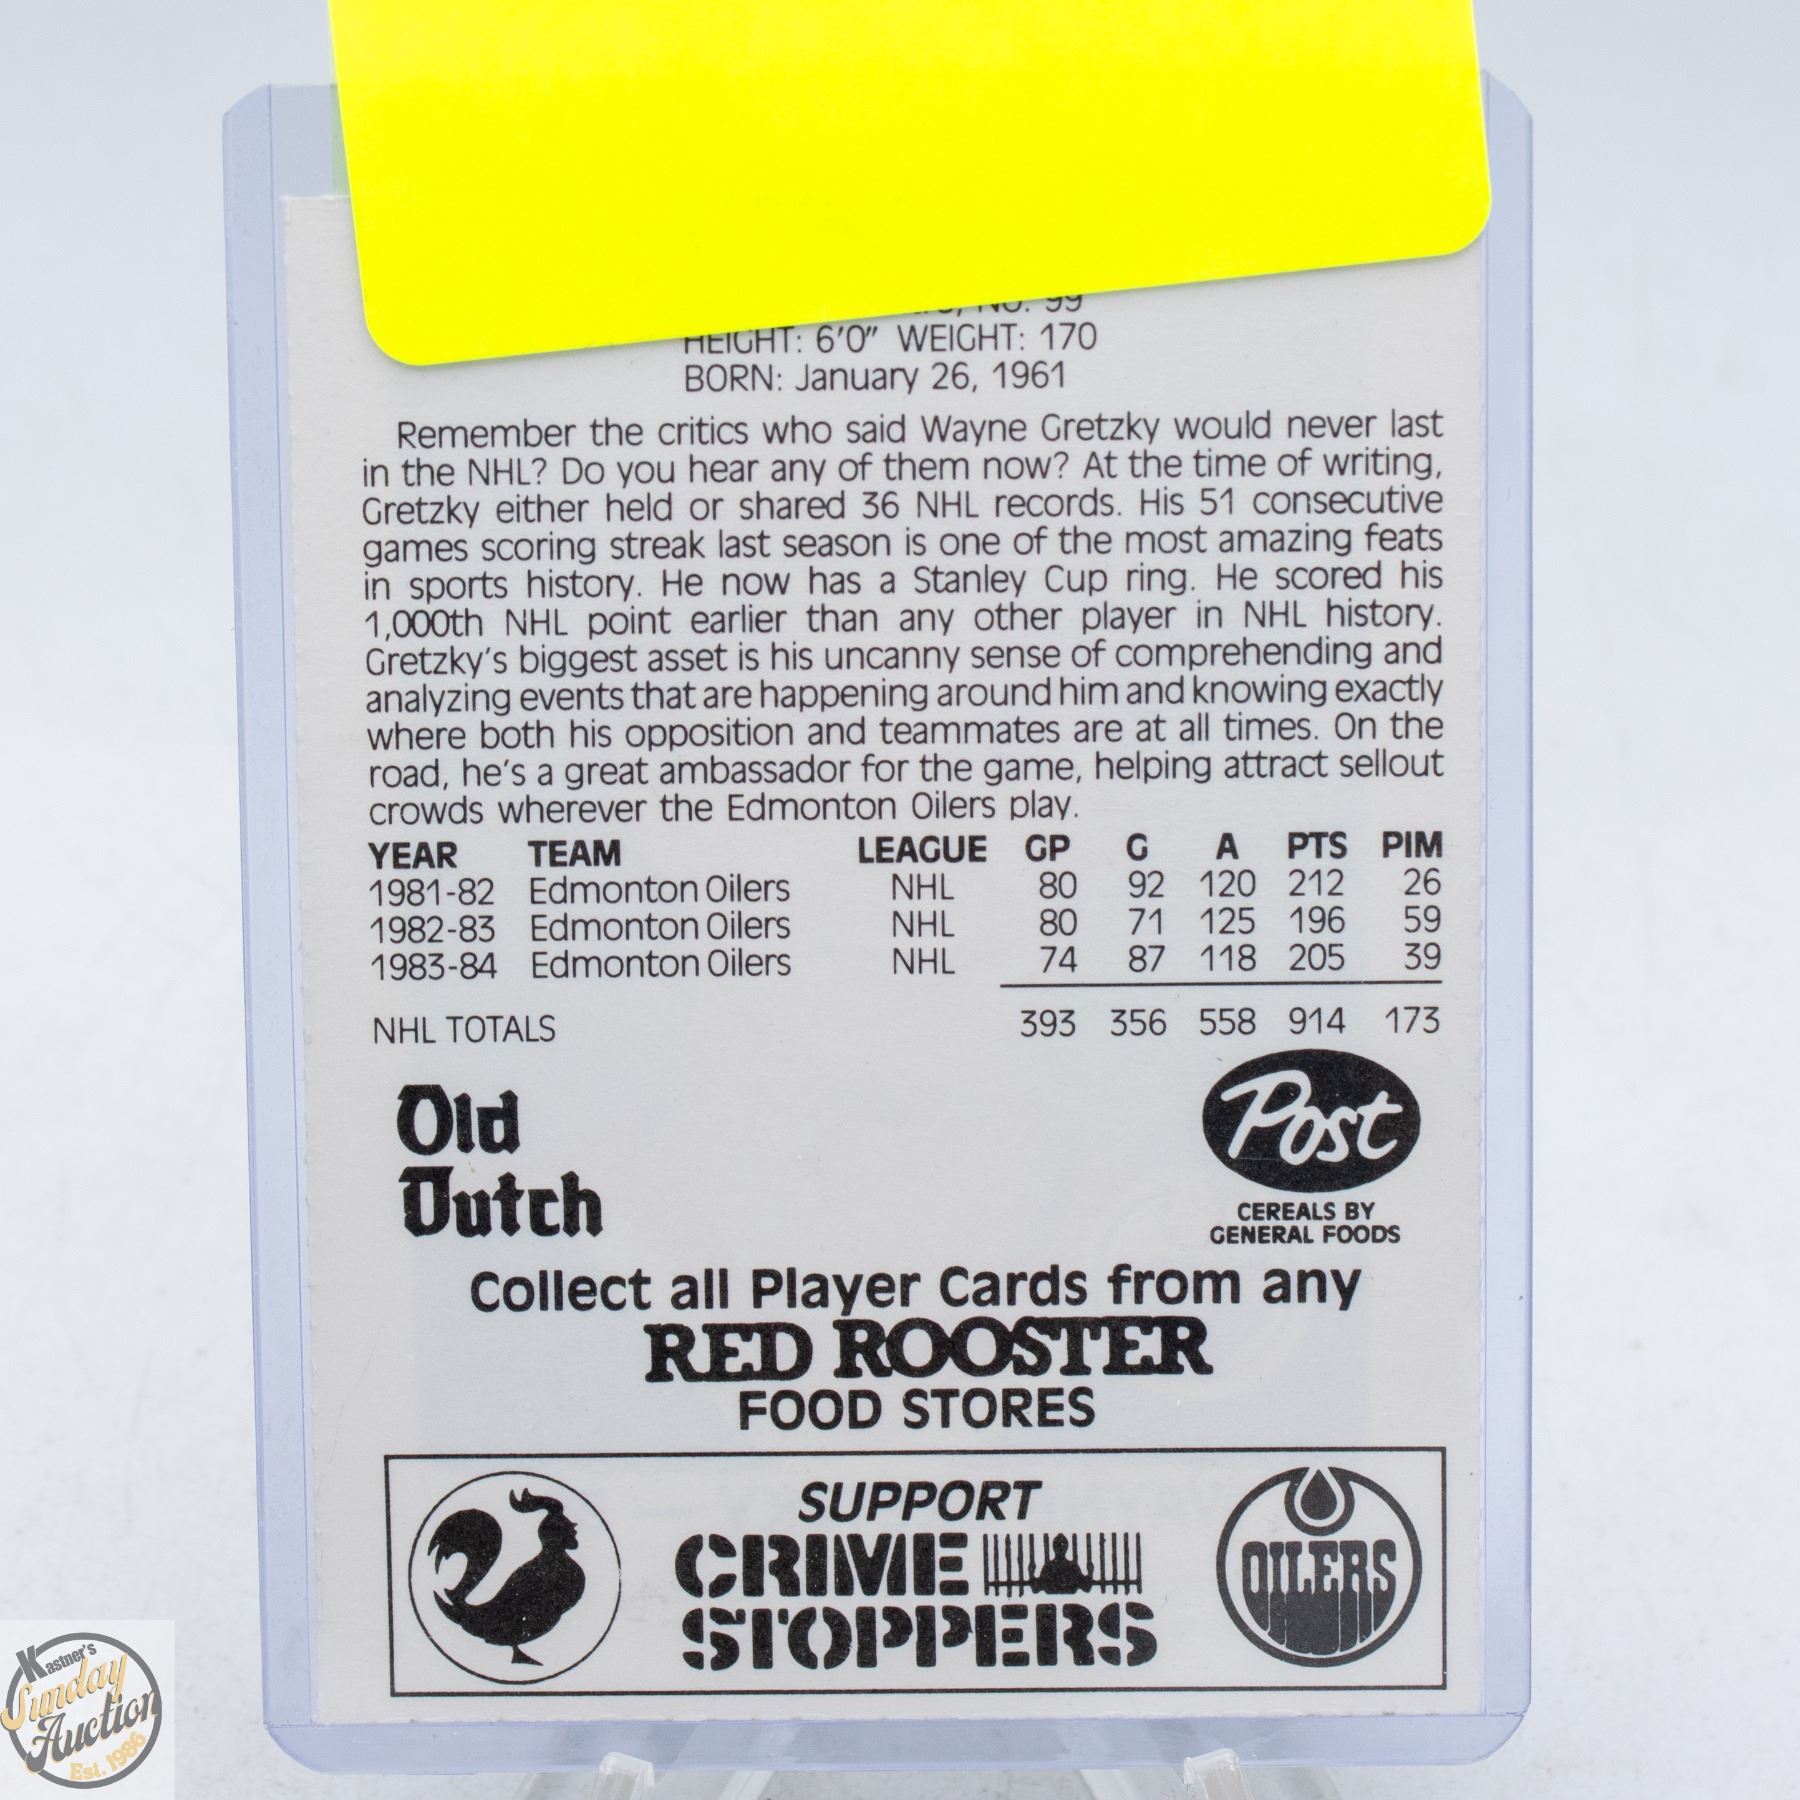 No. 99
HEIGHT: 6'0" WEIGHT: 170
BORN: January 26, 1961
Remember the critics who said Wayne Gretzky would never last
in the NHL? Do you hear any of them now? At the time of writing,
Gretzky either held or shared 36 NHL records. His 51 consecutive
games scoring streak last season is one of the most amazing feats
in sports history. He now has a Stanley Cup ring. He scored his
1,000th NHL point earlier than any other player in NHL history.
Gretzky's biggest asset is his uncanny sense of comprehending and
analyzing events that are happening around him and knowing exactly
where both his opposition and teammates are at all times. On the
road, he's a great ambassador for the game, helping attract sellout
crowds wherever the Edmonton Oilers play.
YEAR TEAM LEAGUE GP G A PTS PIM
1981-82 Edmonton Oilers NHL 80 92 120 212 26
1982-83 Edmonton Oilers NHL 80 71 125 196 59
1983-84 Edmonton Oilers NHL 74 87 118 205 39
NHL TOTALS 393 356 558 914 173
Old
Dutch
Post
CEREALS BY
GENERAL FOODS
Collect all Player Cards from any
RED ROOSTER
FOOD STORES
SUPPORT
CRIME
STOPPERS
OILERS
Kastner's
Sunday
Auction
Est. 1986